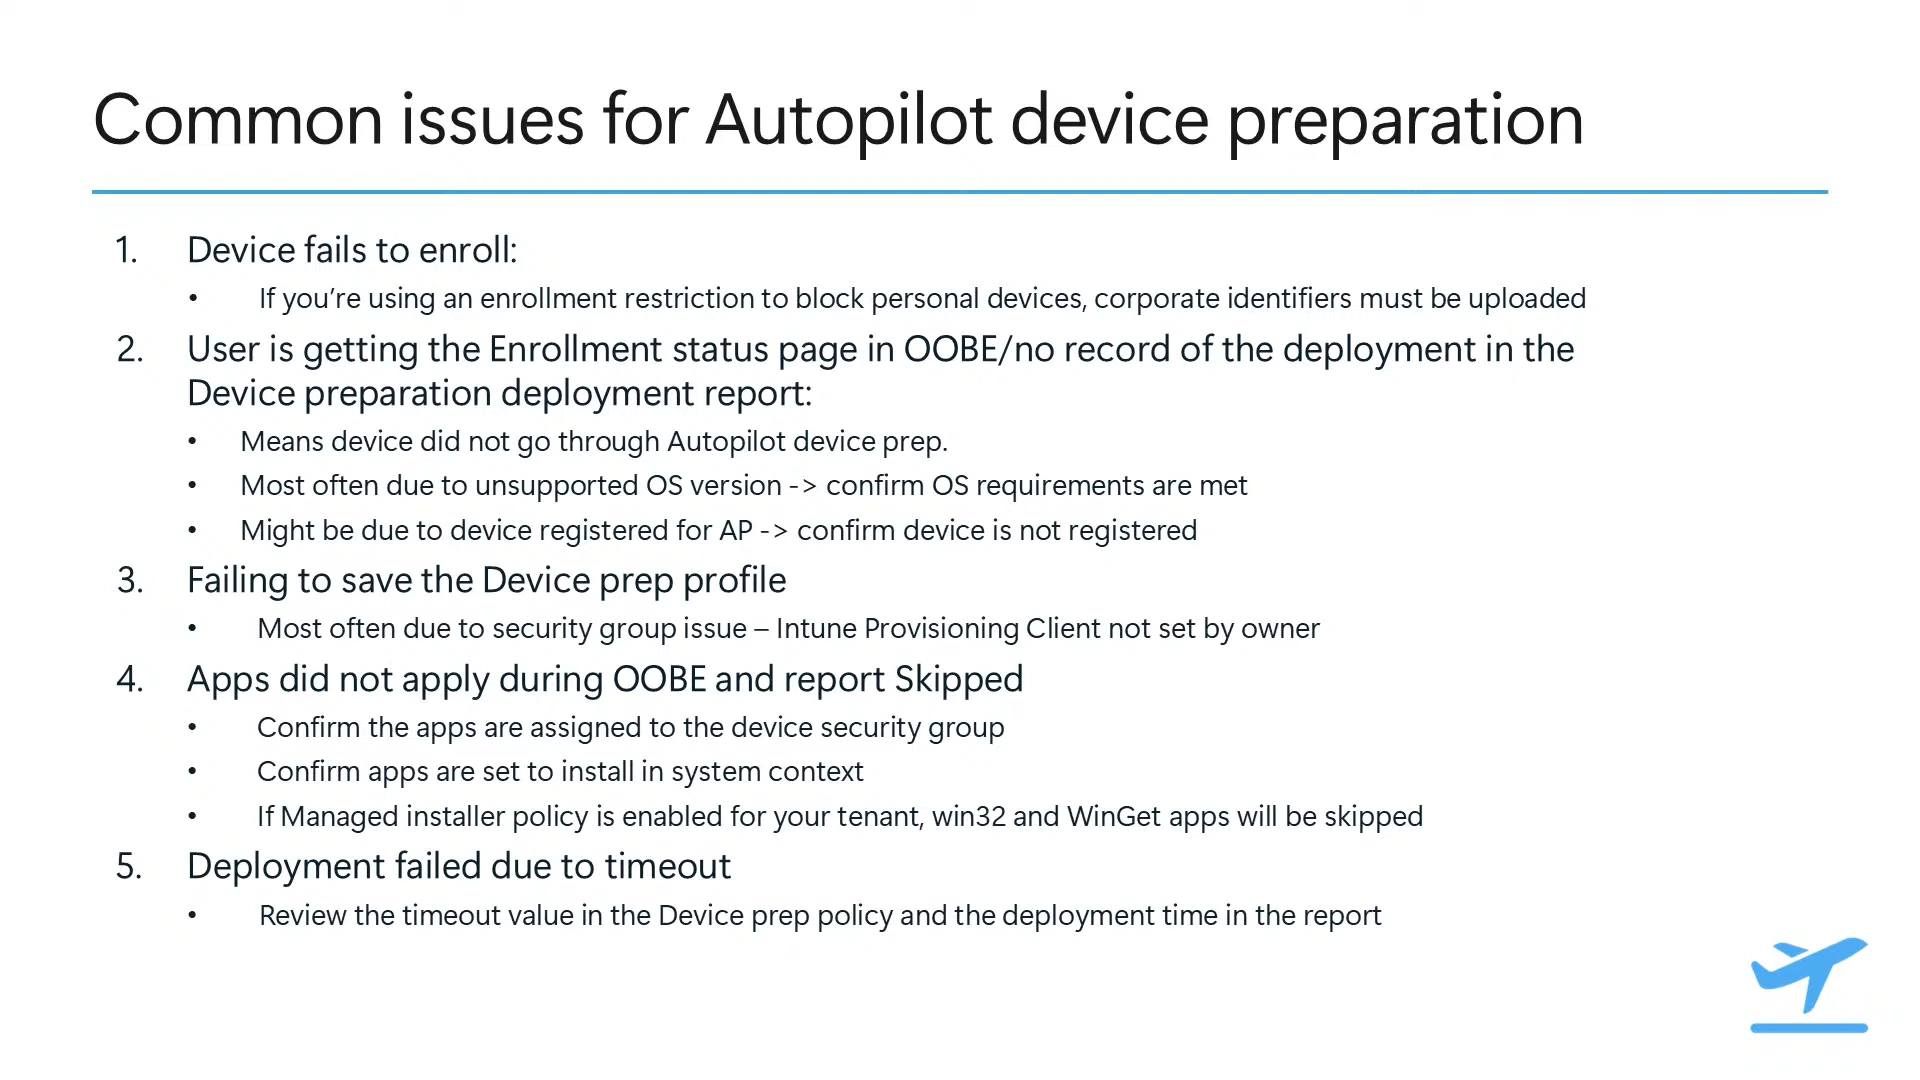 Common issues for Autopilot device preparation
1. Device fails to enroll:
• If you’re using an enrollment restriction to block personal devices, corporate identifiers must be uploaded
2. User is getting the Enrollment status page in OOBE/no record of the deployment in the
Device preparation deployment report:
• Means device did not go through Autopilot device prep.
• Most often due to unsupported OS version -> confirm OS requirements are met
• Might be due to device registered for AP -> confirm device is not registered
3. Failing to save the Device prep profile
• Most often due to security group issue – Intune Provisioning Client not set by owner
4. Apps did not apply during OOBE and report Skipped
• Confirm the apps are assigned to the device security group
• Confirm apps are set to install in system context
• If Managed installer policy is enabled for your tenant, win32 and WinGet apps will be skipped
5. Deployment failed due to timeout
• Review the timeout value in the Device prep policy and the deployment time in the report